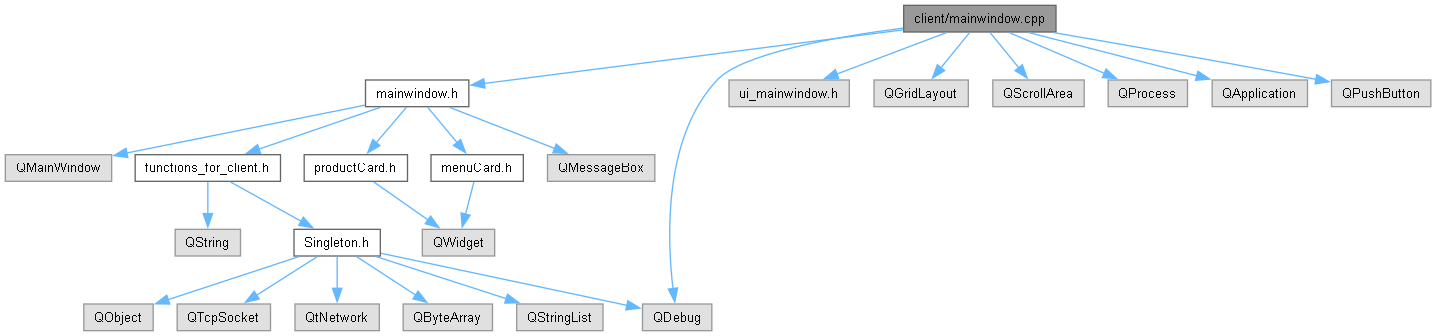 client/mainwindow.cpp
mainwindow.h
ui_mainwindow.h
QGridLayout
QScrollArea
QProcess
QApplication
QPushButton
QMainWindow
functions_for_client.h
productCard.h
menuCard.h
QMessageBox
QString
Singleton.h
QWidget
QObject
QTcpSocket
QtNetwork
QByteArray
QStringList
QDebug